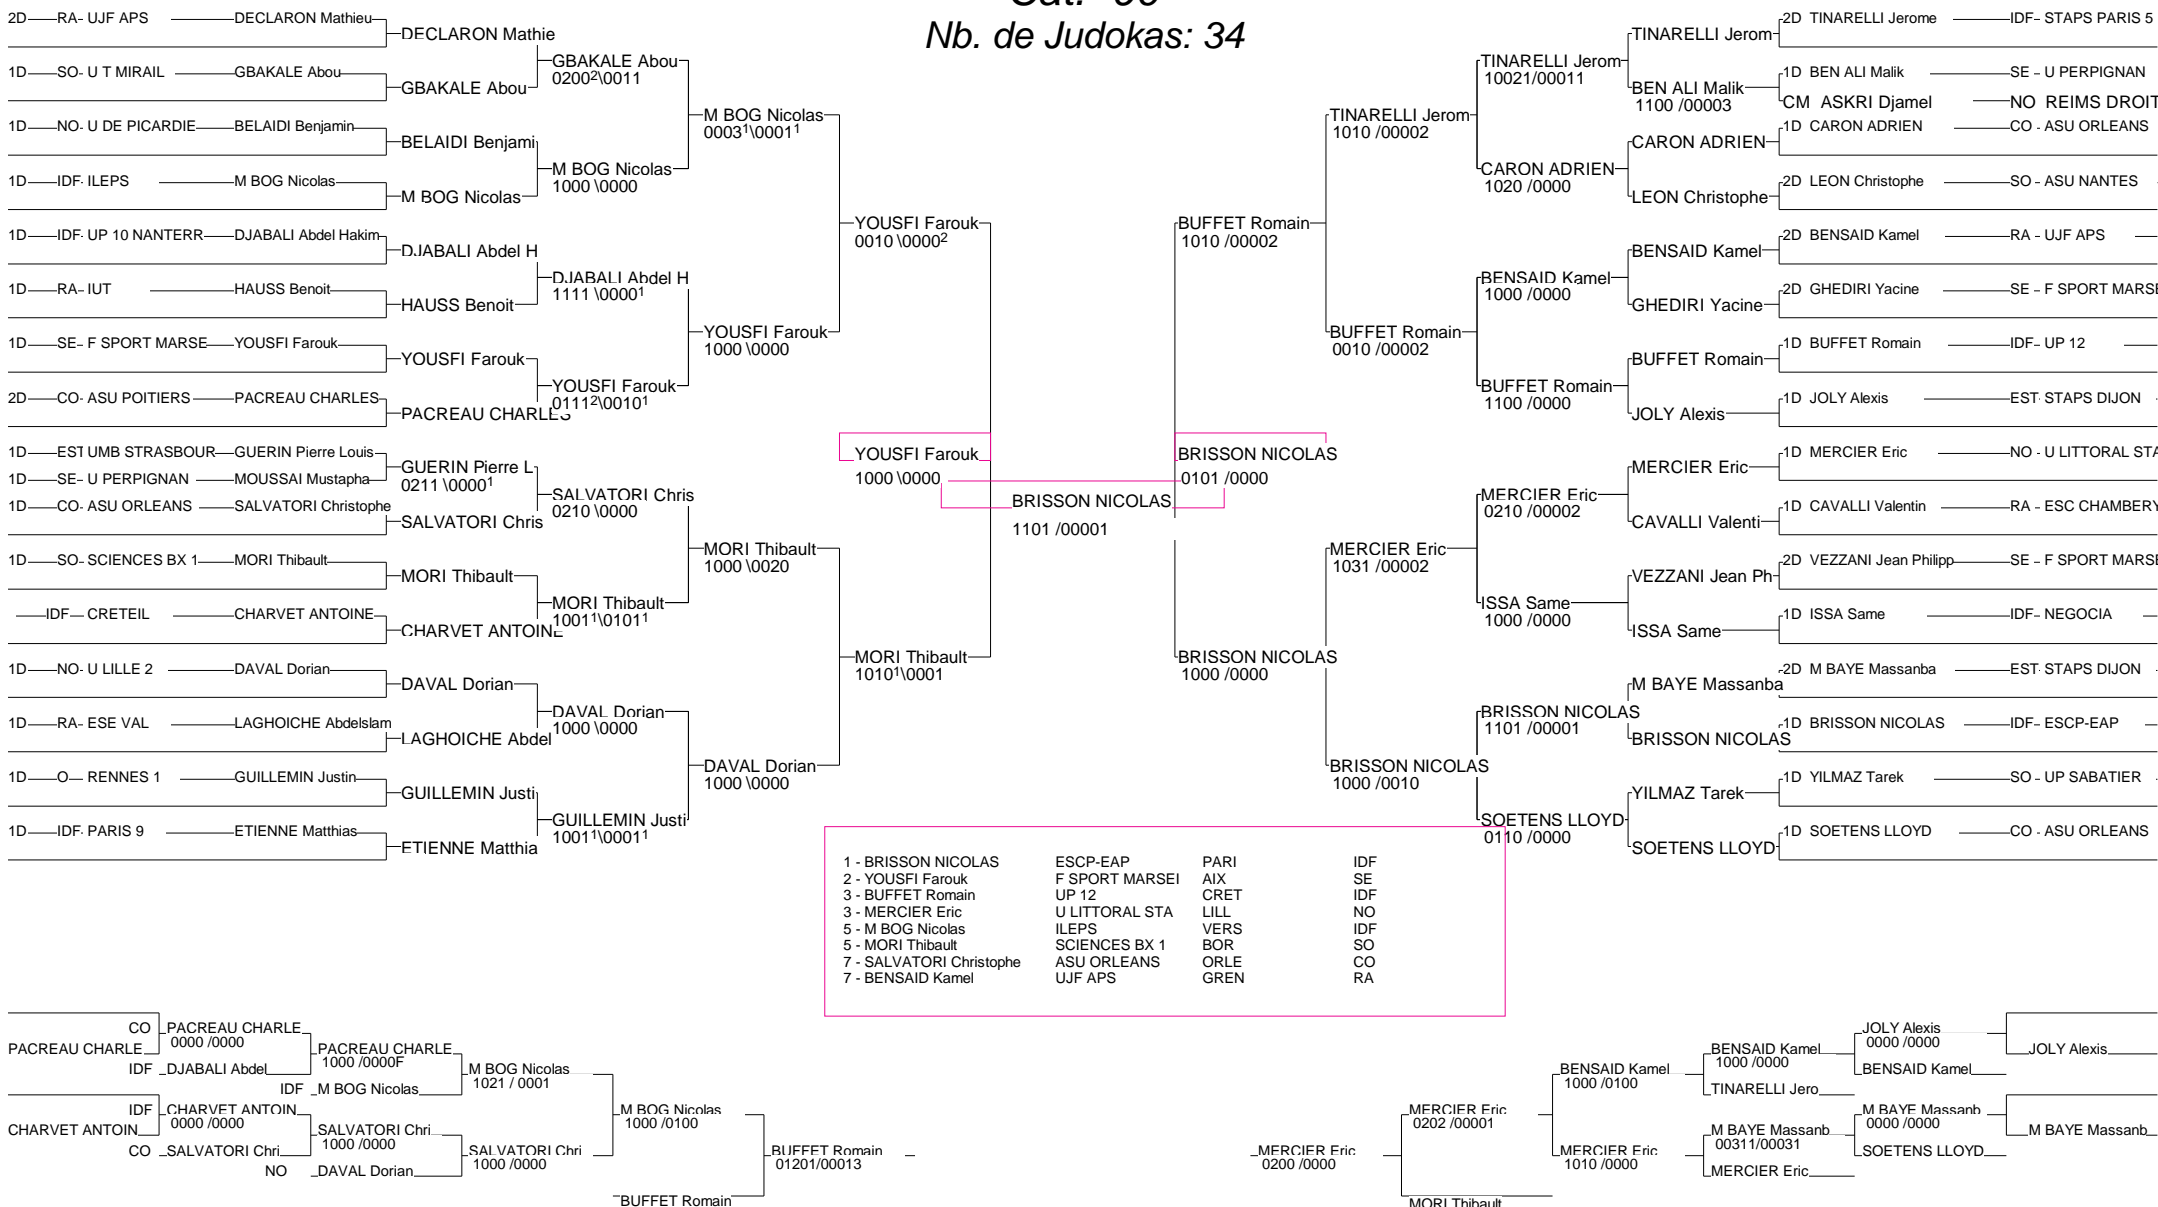 Nb. de Judokas: 34
2D RA- UJF APS DECLARON Mathieu
1D SO- U T MIRAIL GBAKALE Abou
1D NO- U DE PICARDIE BELAIDI Benjamin
1D IDF- ILEPS M BOG Nicolas
1D IDF- UP 10 NANTERR DJABALI Abdel Hakim
1D RA- IUT HAUSS Benoit
1D SE- F SPORT MARSE YOUSFI Farouk
2D CO- ASU POITIERS PACREAU CHARLES
1D EST UMB STRASBOUR GUERIN Pierre Louis
1D SE- U PERPIGNAN MOUSSAI Mustapha
1D CO- ASU ORLEANS SALVATORI Christophe
1D SO- SCIENCES BX 1 MORI Thibault
IDF- CRETEIL CHARVET ANTOINE
1D NO- U LILLE 2 DAVAL Dorian
1D RA- ESE VAL LAGHOICHE Abdelslam
1D O- RENNES 1 GUILLEMIN Justin
1D IDF- PARIS 9 ETIENNE Matthias
DECLARON Mathie
GBAKALE Abou
BELAIDI Benjami
M BOG Nicolas
DJABALI Abdel H
HAUSS Benoit
YOUSFI Farouk
PACREAU CHARLES
GUERIN Pierre L
0211 \0000¹
SALVATORI Chris
MORI Thibault
CHARVET ANTOINE
DAVAL Dorian
LAGHOICHE Abdel
GUILLEMIN Justi
ETIENNE Matthia
GBAKALE Abou
0200²\0011
M BOG Nicolas
1000 \0000
DJABALI Abdel H
1111 \0000¹
YOUSFI Farouk
0111²\0010¹
SALVATORI Chris
0210 \0000
MORI Thibault
1001¹\0101¹
DAVAL Dorian
1000 \0000
GUILLEMIN Justi
1001¹\0001¹
M BOG Nicolas
0003¹\0001¹
YOUSFI Farouk
1000 \0000
MORI Thibault
1000 \0020
DAVAL Dorian
1000 \0000
YOUSFI Farouk
0010 \0000²
MORI Thibault
1010¹\0001
YOUSFI Farouk
1000 \0000
BRISSON NICOLAS
1101 /00001
BRISSON NICOLAS
0101 /0000
BUFFET Romain
1010 /00002
BRISSON NICOLAS
1000 /0000
TINARELLI Jerom
1010 /00002
BUFFET Romain
0010 /00002
MERCIER Eric
1031 /00002
BRISSON NICOLAS
1000 /0010
TINARELLI Jerom
10021/00011
CARON ADRIEN
1020 /0000
BENSAID Kamel
1000 /0000
BUFFET Romain
1100 /0000
MERCIER Eric
0210 /00002
ISSA Same
1000 /0000
BRISSON NICOLAS
1101 /00001
SOETENS LLOYD
0110 /0000
TINARELLI Jerom
BEN ALI Malik
1100 /00003
CARON ADRIEN
LEON Christophe
BENSAID Kamel
GHEDIRI Yacine
BUFFET Romain
JOLY Alexis
MERCIER Eric
CAVALLI Valenti
VEZZANI Jean Ph
ISSA Same
M BAYE Massanba
BRISSON NICOLAS
YILMAZ Tarek
SOETENS LLOYD
2D TINARELLI Jerome IDF- STAPS PARIS 5
1D BEN ALI Malik SE - U PERPIGNAN
CM ASKRI Djamel NO REIMS DROIT
1D CARON ADRIEN CO - ASU ORLEANS
2D LEON Christophe SO - ASU NANTES
2D BENSAID Kamel RA - UJF APS
2D GHEDIRI Yacine SE - F SPORT MARSE
1D BUFFET Romain IDF- UP 12
1D JOLY Alexis EST- STAPS DIJON
1D MERCIER Eric NO - U LITTORAL STA
1D CAVALLI Valentin RA - ESC CHAMBERY
2D VEZZANI Jean Philipp SE - F SPORT MARSE
1D ISSA Same IDF- NEGOCIA
2D M BAYE Massanba EST- STAPS DIJON
1D BRISSON NICOLAS IDF- ESCP-EAP
1D YILMAZ Tarek SO - UP SABATIER
1D SOETENS LLOYD CO - ASU ORLEANS
1 - BRISSON NICOLAS ESCP-EAP PARI IDF
2 - YOUSFI Farouk F SPORT MARSEI AIX SE
3 - BUFFET Romain UP 12 CRET IDF
3 - MERCIER Eric U LITTORAL STA LILL NO
5 - M BOG Nicolas ILEPS VERS IDF
5 - MORI Thibault SCIENCES BX 1 BOR SO
7 - SALVATORI Christophe ASU ORLEANS ORLE CO
7 - BENSAID Kamel UJF APS GREN RA
PACREAU CHARLE
CHARVET ANTOIN
CO PACREAU CHARLE
0000 /0000
IDF DJABALI Abdel
IDF CHARVET ANTOIN
0000 /0000
CO SALVATORI Chri
PACREAU CHARLE
1000 /0000F
IDF M BOG Nicolas
SALVATORI Chri
1000 /0000
NO DAVAL Dorian
M BOG Nicolas
1021 / 0001
SALVATORI Chri
1000 /0000
M BOG Nicolas
1000 /0100
BUFFET Romain
BUFFET Romain
01201/00013
MERCIER Eric
0200 /0000
MERCIER Eric
0202 /00001
MORI Thibault
BENSAID Kamel
1000 /0100
MERCIER Eric
1010 /0000
BENSAID Kamel
1000 /0000
TINARELLI Jero
M BAYE Massanb
00311/00031
MERCIER Eric
JOLY Alexis
0000 /0000
BENSAID Kamel
M BAYE Massanb
0000 /0000
SOETENS LLOYD
JOLY Alexis
M BAYE Massanb